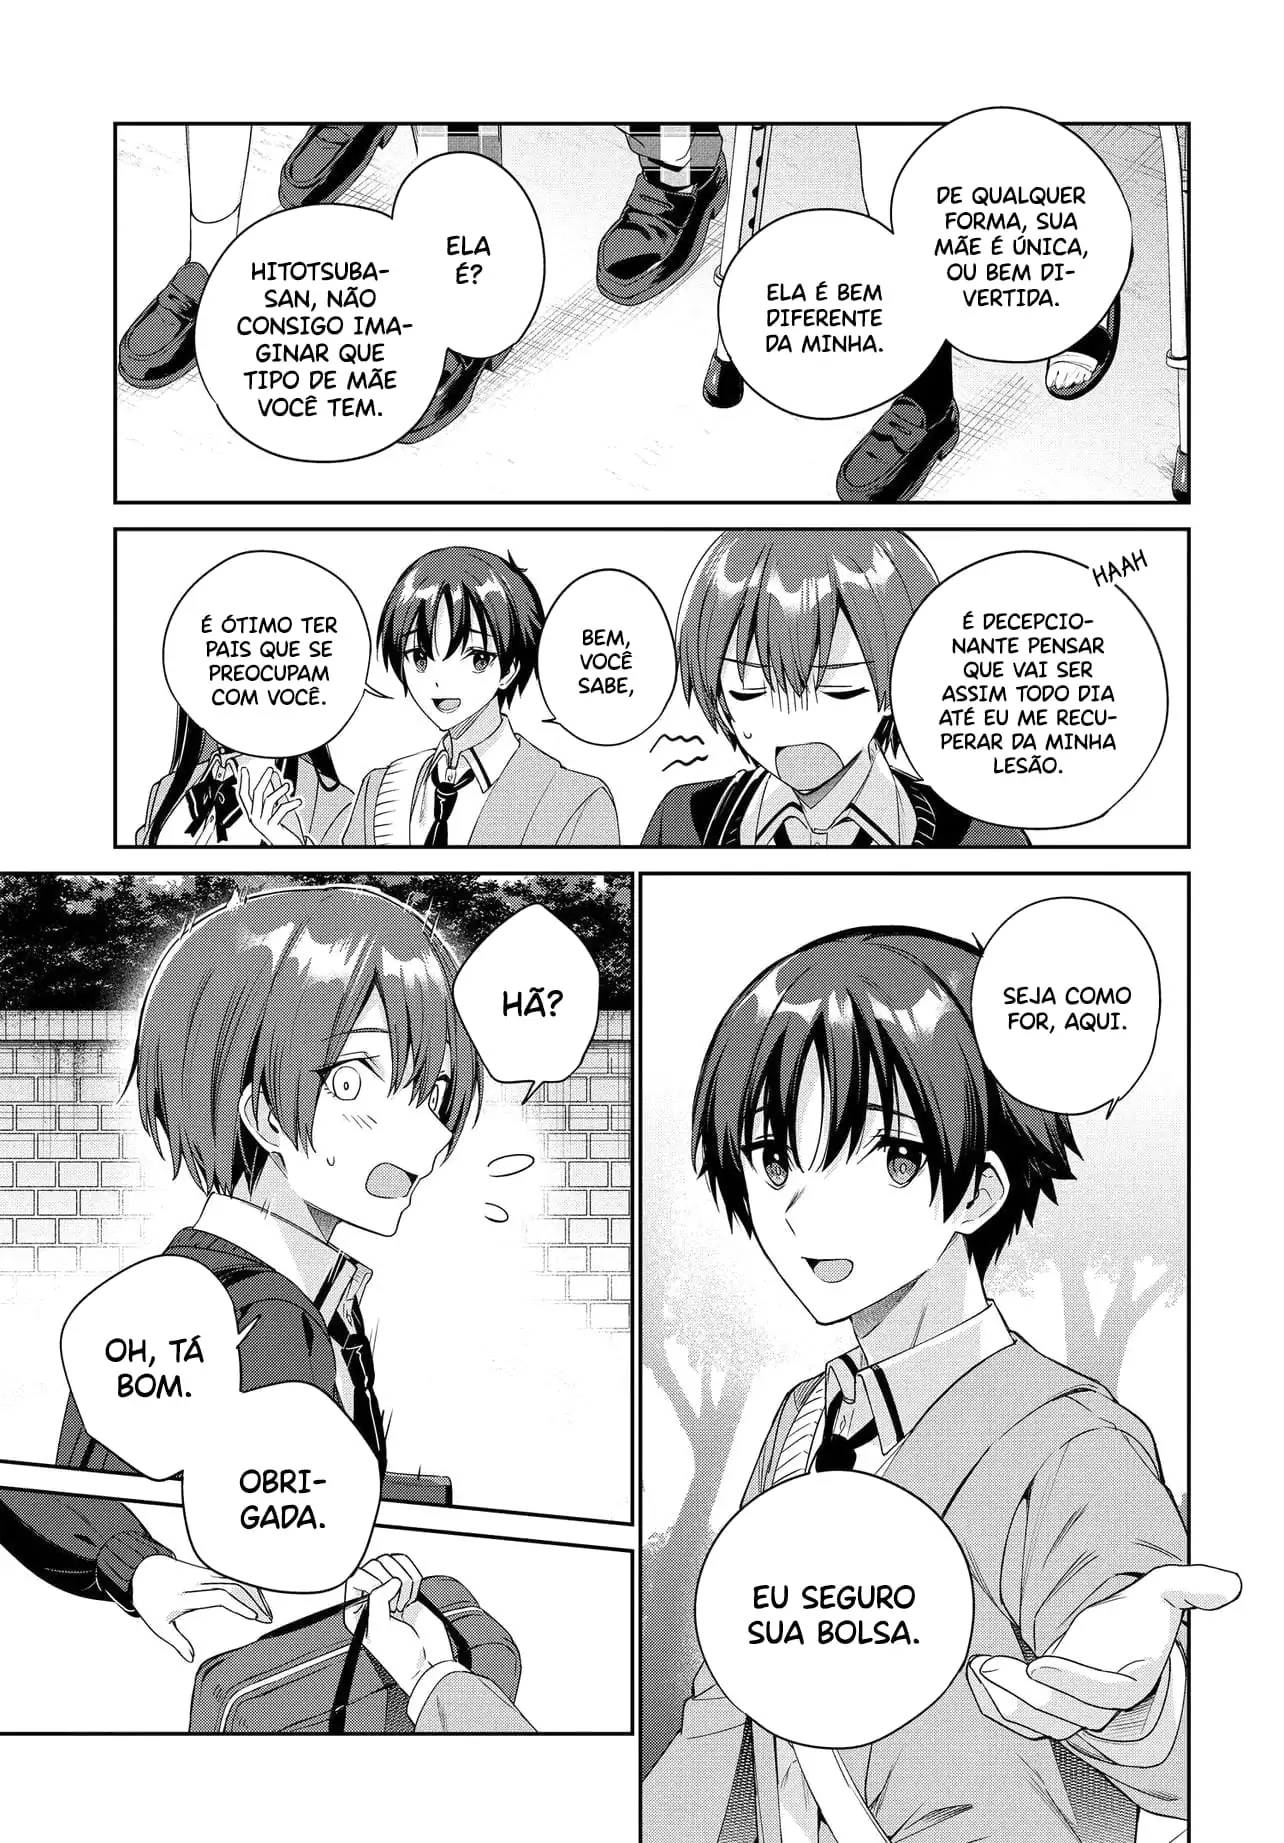 DE QUALQUER
FORMA, SUA
MÃE É ÚNICA,
OU BEM DI-
VERTIDA.
ELA É BEM
DIFERENTE
DA MINHA.
ELA
É?
HITOTSUBA-
SAN, NÃO
CONSIGO IMA-
GINAR QUE
TIPO DE MÃE
VOCÊ TEM.
HAAH
É DECEPCIO-
NANTE PENSAR
QUE VAI SER
ASSIM TODO DIA
ATÉ EU ME RECU-
PERAR DA MINHA
LESÃO.
BEM,
VOCÊ
SABE,
É ÓTIMO TER
PAIS QUE SE
PREOCUPAM
COM VOCÊ.
SEJA COMO
FOR, AQUI.
EU SEGURO
SUA BOLSA.
HÃ?
OH, TÁ
BOM.
OBRI-
GADA.